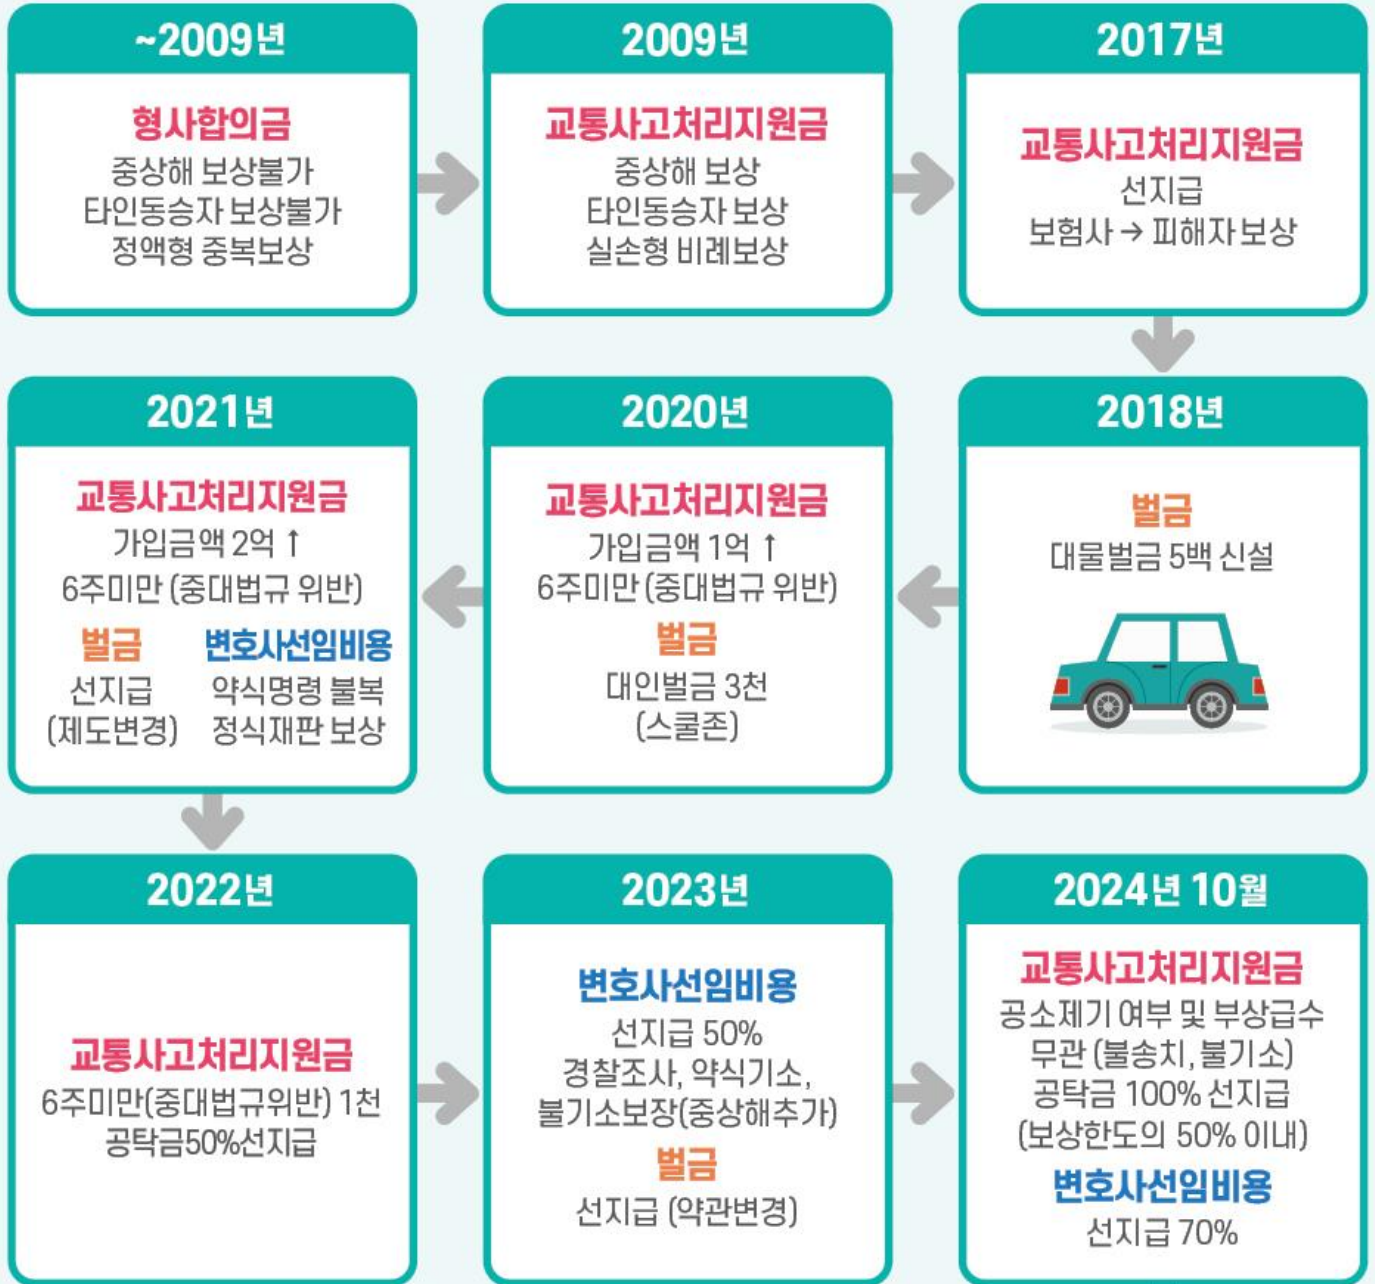 ~2009년
형사합의금
중상해 보상불가
타인동승자 보상불가
정액형 중복보상
2009년
교통사고처리지원금
중상해 보상
타인동승자 보상
실손형 비례보상
2017년
교통사고처리지원금
선지급
보험사 → 피해자 보상
2018년
벌금
대물벌금 5백 신설
2020년
교통사고처리지원금
가입금액 1억 ↑
6주미만 (중대법규 위반)
벌금
대인벌금 3천
(스쿨존)
2021년
교통사고처리지원금
가입금액 2억 ↑
6주미만 (중대법규 위반)
벌금
선지급
(제도변경)
변호사선임비용
약식명령 불복
정식재판 보상
2022년
교통사고처리지원금
6주미만(중대법규위반) 1천
공탁금50%선지급
2023년
변호사선임비용
선지급 50%
경찰조사, 약식기소,
불기소보장(중상해추가)
벌금
선지급 (약관변경)
2024년 10월
교통사고처리지원금
공소제기 여부 및 부상급수
무관 (불송치, 불기소)
공탁금 100% 선지급
(보상한도의 50% 이내)
변호사선임비용
선지급 70%